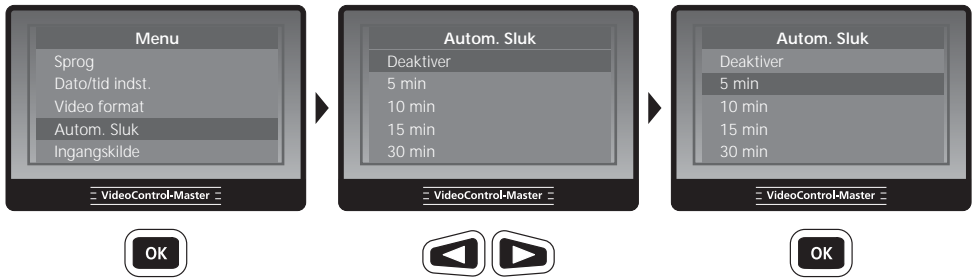 Menu
Sprog
Dato/tid indst.
Video format
Autom. Sluk
Ingangskilde
VideoControl-Master
OK
Autom. Sluk
Deaktiver
5 min
10 min
15 min
30 min
VideoControl-Master
Autom. Sluk
Deaktiver
5 min
10 min
15 min
30 min
VideoControl-Master
OK